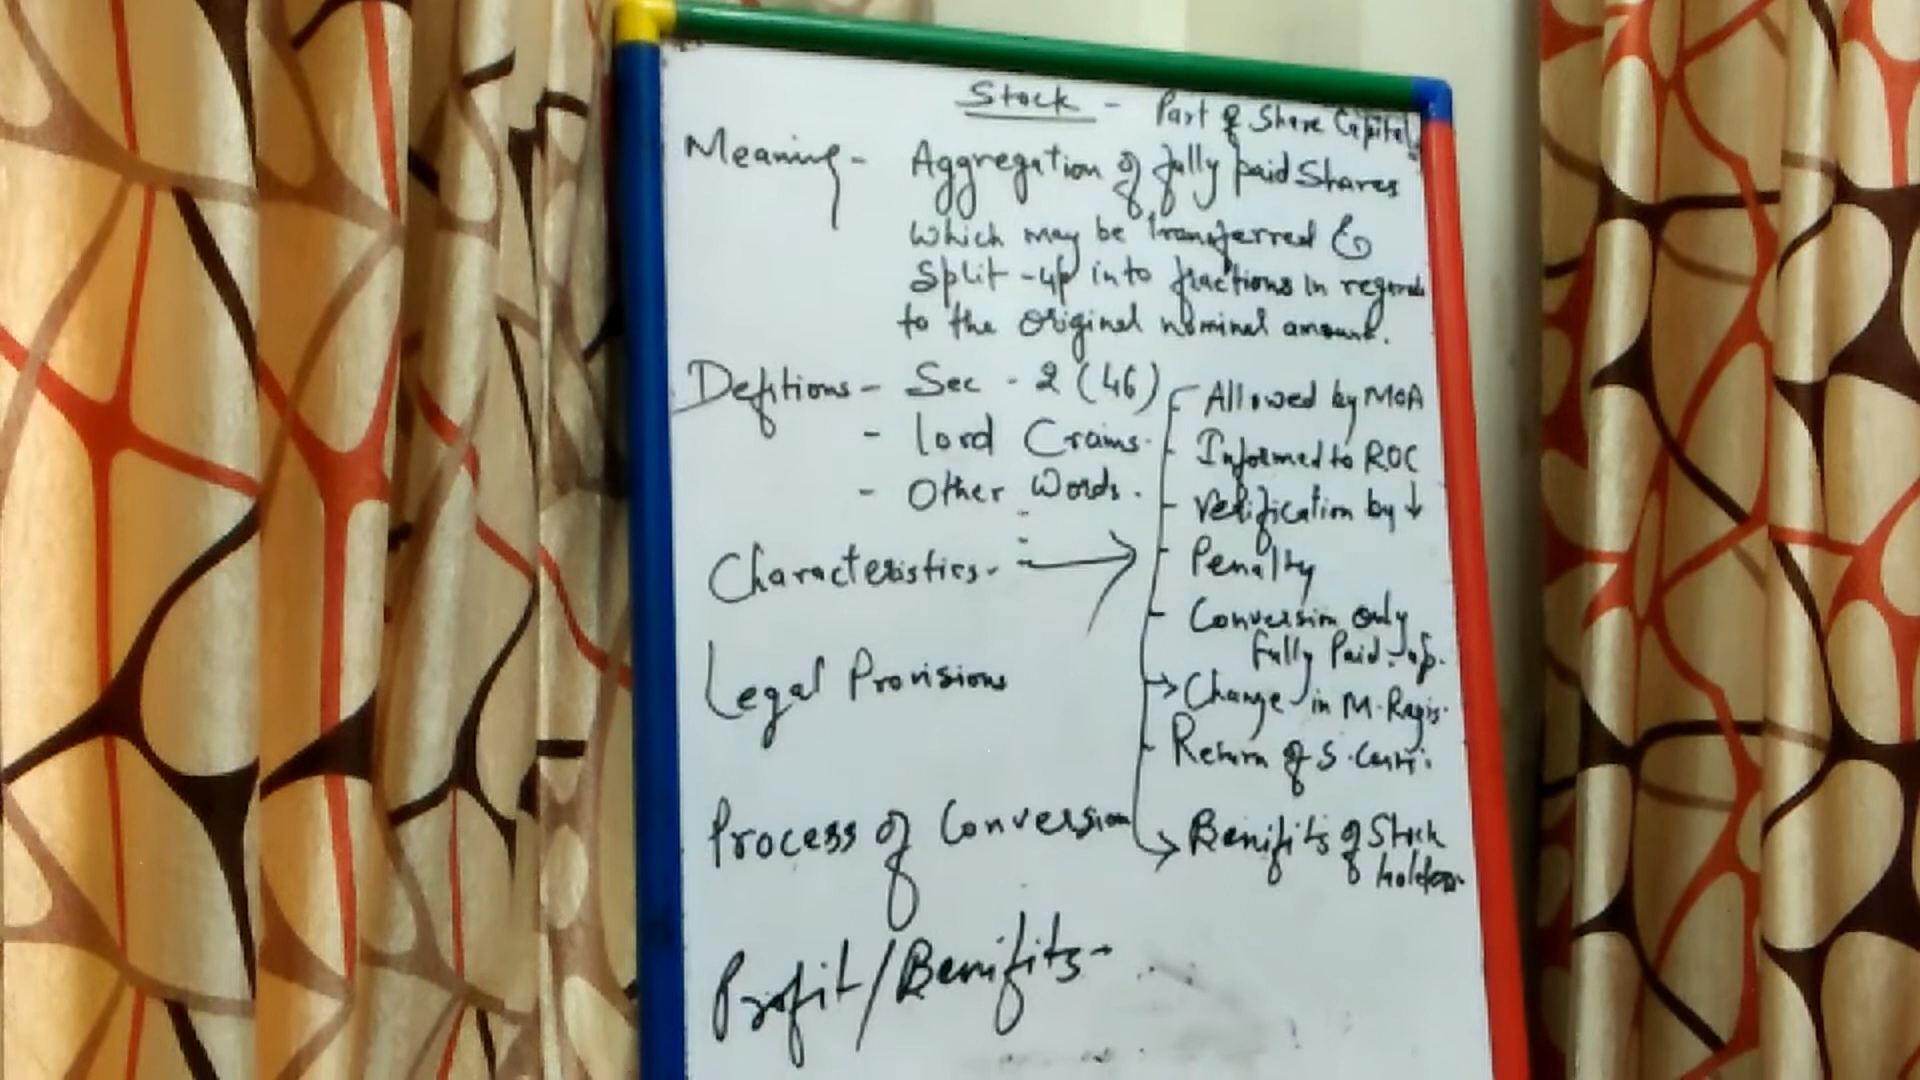 Stock - Part of Share Capital
Meaning - Aggregation of fully paid Shares
which may be transferred &
Split-up into fractions in regards
to the original nominal amount.
Defitions - Sec - 2 (46)
- lord Crains.
- Other Words.
Characteristics.
Legal Provisions
Process of Conversion
Profit/Benifits-
- Allowed by MOA
- Informed to ROC
- Verification by ↓
- Penalty
- Conversion only
fully Paid-up.
→ Change in M. Regis.
- Return of S. Certi.
→ Benifits of Stock
holders.